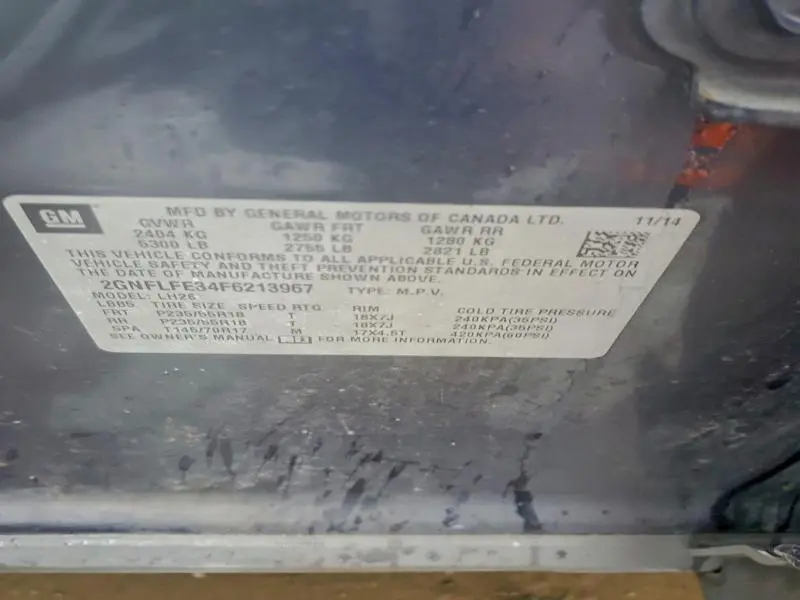 GM
MFD BY GENERAL MOTORS OF CANADA LTD. 11/14
GVWR GAWR FRT GAWR RR
2404 KG 1250 KG 1280 KG
5300 LB 2755 LB 2821 LB
THIS VEHICLE CONFORMS TO ALL APPLICABLE U.S. FEDERAL MOTOR
VEHICLE SAFETY AND THEFT PREVENTION STANDARDS IN EFFECT ON
THE DATE OF MANUFACTURE SHOWN ABOVE.
2GNFLFE34F6213967 TYPE: M.P.V.
MODEL: LH26
TIRE SIZE SPEED RTG RIM COLD TIRE PRESSURE
FRT P235/55R18 T 18X7J 240KPA(35PSI)
RR P235/55R18 T 18X7J 240KPA(35PSI)
SPA T145/70R17 M 17X4.5T 420KPA(60PSI)
SEE OWNER'S MANUAL FOR MORE INFORMATION.